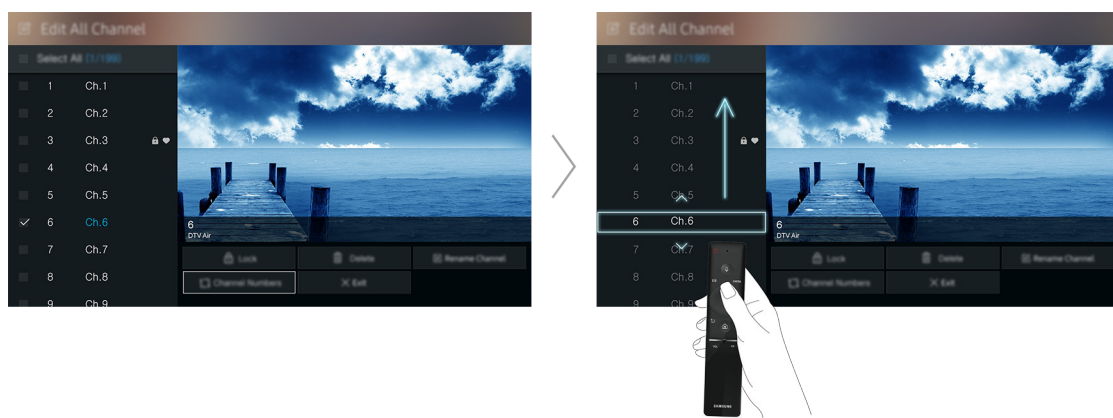 Edit All Channel
Select All (1/199)
1 Ch.1
2 Ch.2
3 Ch.3
4 Ch.4
5 Ch.5
6 Ch.6
7 Ch.7
8 Ch.8
9 Ch.9
6
DTV Air
Lock
Delete
Rename Channel
Channel Numbers
Exit
Edit All Channel
Select All (1/199)
1 Ch.1
2 Ch.2
3 Ch.3
4 Ch.4
5 Ch.5
6 Ch.6
7 Ch.7
8 Ch.8
9 Ch.9
6
DTV Air
Lock
Delete
Rename Channel
Channel Numbers
Exit
SAMSUNG